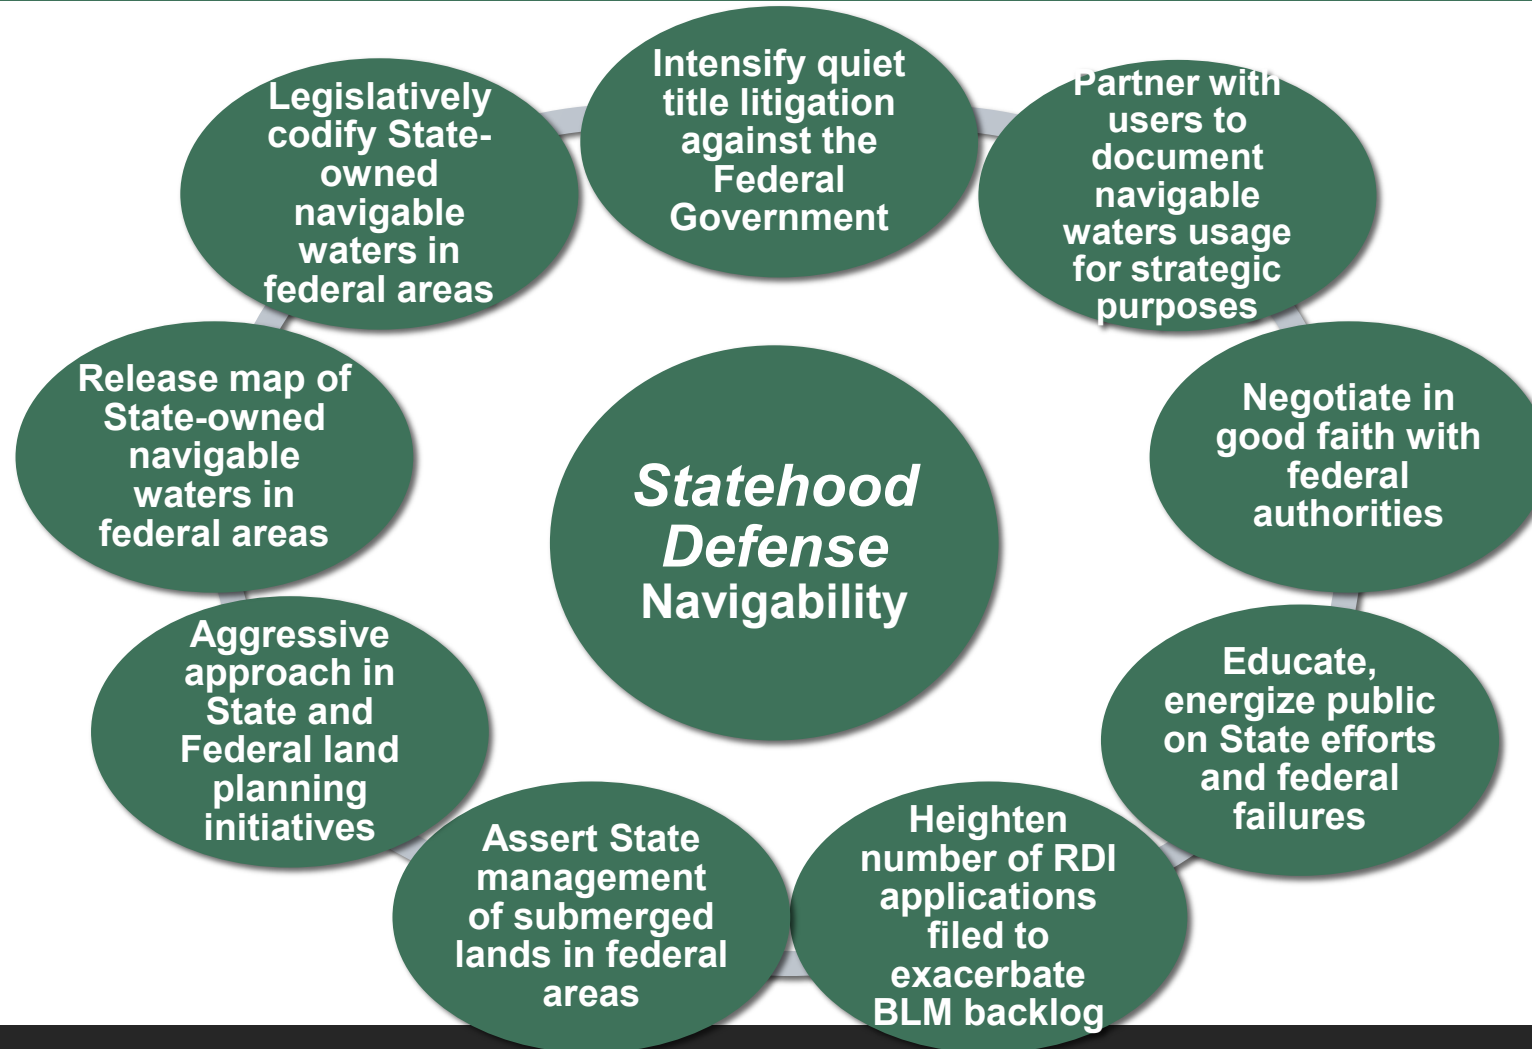 Intensify quiet
title litigation
against the
Federal
Government
Partner with
users to
document
navigable
waters usage
for strategic
purposes
Negotiate in
good faith with
federal
authorities
Educate,
energize public
on State efforts
and federal
failures
Heighten
number of RDI
applications
filed to
exacerbate
BLM backlog
Assert State
management
of submerged
lands in federal
areas
Aggressive
approach in
State and
Federal land
planning
initiatives
Release map of
State-owned
navigable
waters in
federal areas
Legislatively
codify State-
owned
navigable
waters in
federal areas
Statehood
Defense
Navigability